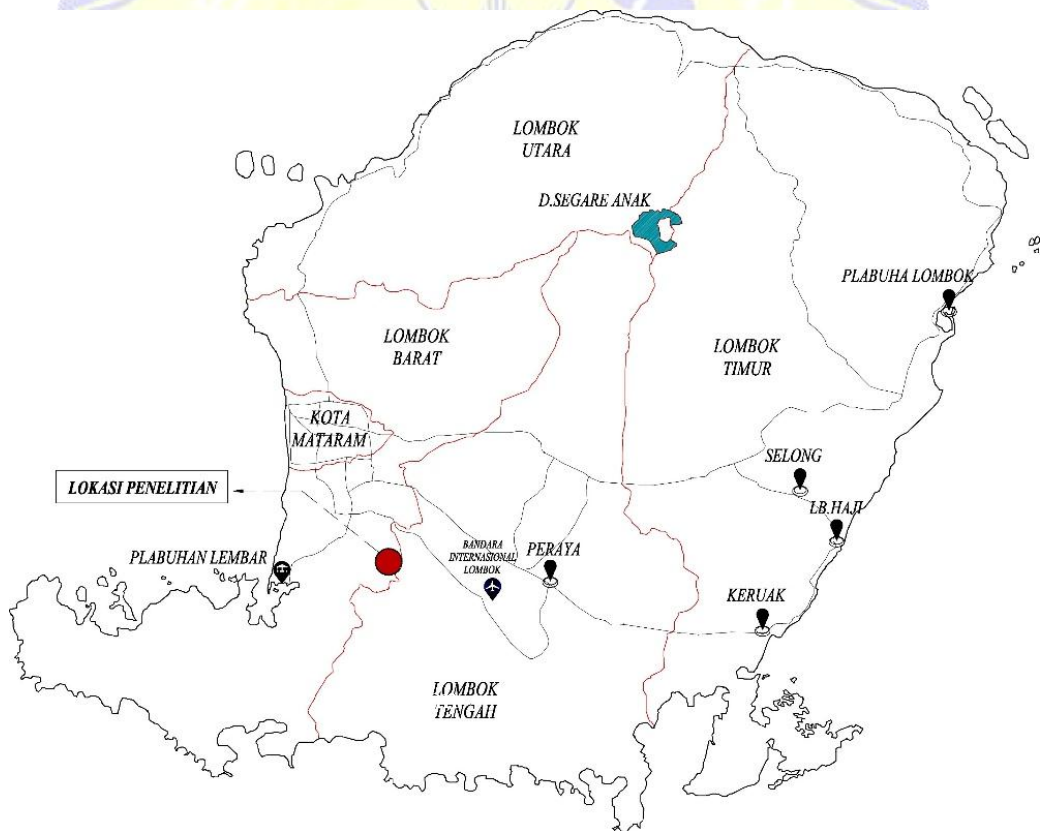 LOMBOK
UTARA
D.SEGARE ANAK
PLABUHA LOMBOK
LOMBOK
BARAT
LOMBOK
TIMUR
KOTA
MATARAM
SELONG
LOKASI PENELITIAN
LB.HAJI
PLABUHAN LEMBAR
BANDARA
INTERNASIONAL
LOMBOK
PERAYA
KERUAK
LOMBOK
TENGAH